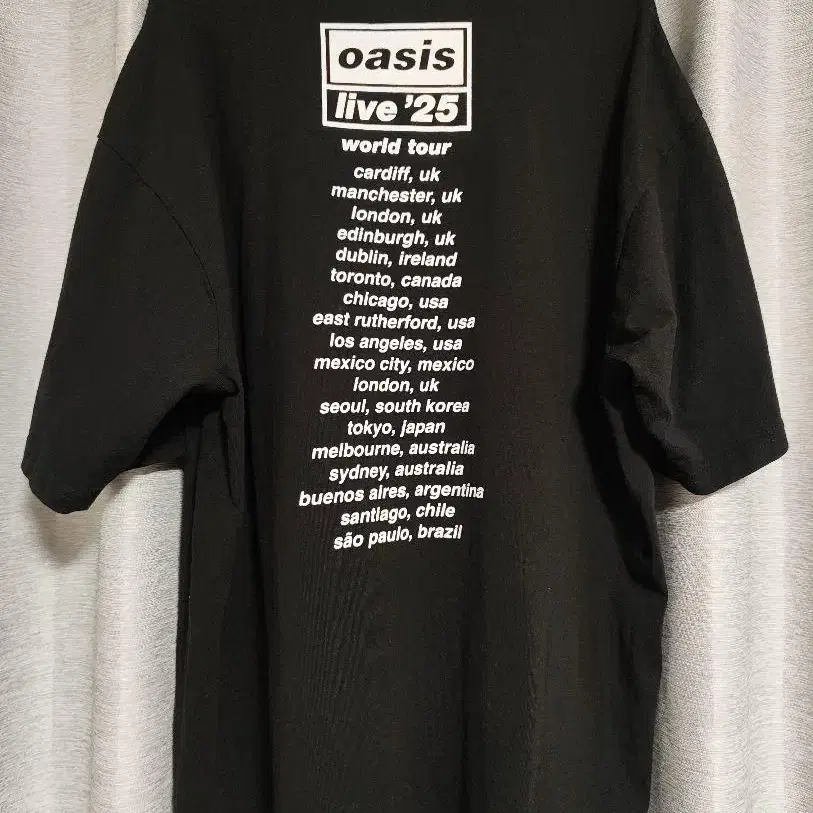 oasis
live '25
world tour
cardiff, uk
manchester, uk
london, uk
edinburgh, uk
dublin, ireland
toronto, canada
chicago, usa
east rutherford, usa
los angeles, usa
mexico city, mexico
london, uk
seoul, south korea
tokyo, japan
melbourne, australia
sydney, australia
buenos aires, argentina
santiago, chile
são paulo, brazil